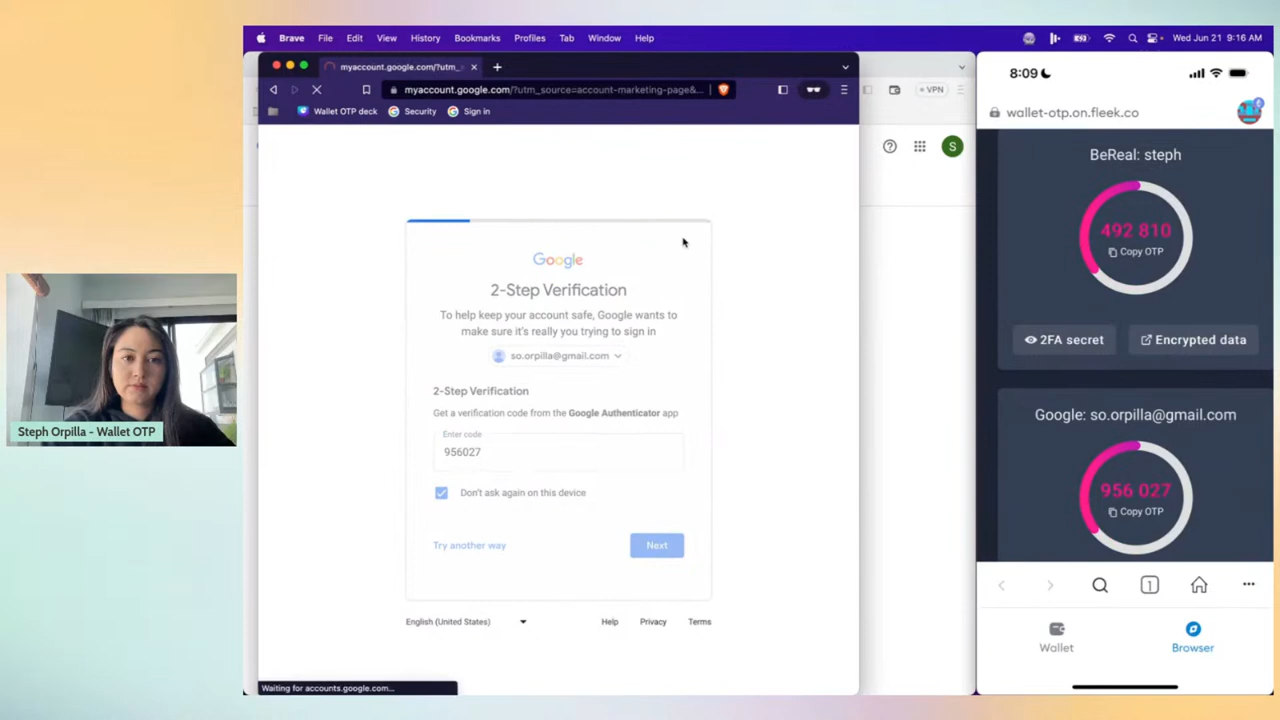 Brave File Edit View History Bookmarks Profiles Tab Window Help
Wed Jun 21 9:16 AM
myaccount.google.com/?utm_
myaccount.google.com/?utm_source=account-marketing-page&...
VPN
Wallet OTP deck Security Sign in
S
Google
2-Step Verification
To help keep your account safe, Google wants to
make sure it's really you trying to sign in
so.orpilla@gmail.com
2-Step Verification
Get a verification code from the Google Authenticator app
Enter code
956027
Don't ask again on this device
Try another way
Next
English (United States)
Help Privacy Terms
Waiting for accounts.google.com...
Steph Orpilla - Wallet OTP
8:09
wallet-otp.on.fleek.co
BeReal: steph
492 810
Copy OTP
2FA secret
Encrypted data
Google: so.orpilla@gmail.com
956 027
Copy OTP
1
Wallet
Browser